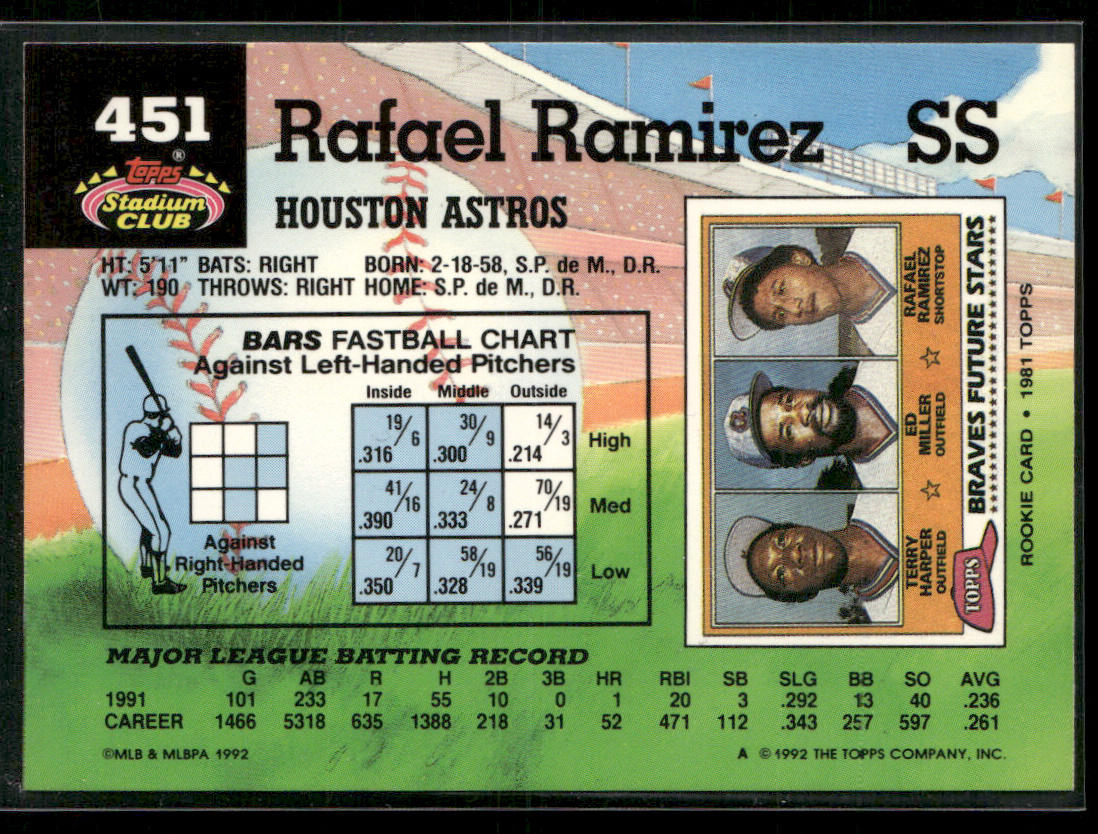 451
Topps®
Stadium
CLUB
Rafael Ramirez SS
HOUSTON ASTROS
HT: 5'11" BATS: RIGHT BORN: 2-18-58, S.P. de M., D.R.
WT: 190 THROWS: RIGHT HOME: S.P. de M., D.R.
BARS FASTBALL CHART
Against Left-Handed Pitchers
Inside Middle Outside
19/6 30/9 14/3
.316 .300 .214 High
41/16 24/8 70/19
.390 .333 .271 Med
20/7 58/19 56/19
.350 .328 .339 Low
Against
Right-Handed
Pitchers
TERRY HARPER OUTFIELD
ED MILLER OUTFIELD
RAFAEL RAMIREZ SHORTSTOP
TOPPS
BRAVES FUTURE STARS
ROOKIE CARD • 1981 TOPPS
MAJOR LEAGUE BATTING RECORD
G AB R H 2B 3B HR RBI SB SLG BB SO AVG
1991 101 233 17 55 10 0 1 20 3 .292 13 40 .236
CAREER 1466 5318 635 1388 218 31 52 471 112 .343 257 597 .261
©MLB & MLBPA 1992
A © 1992 THE TOPPS COMPANY, INC.